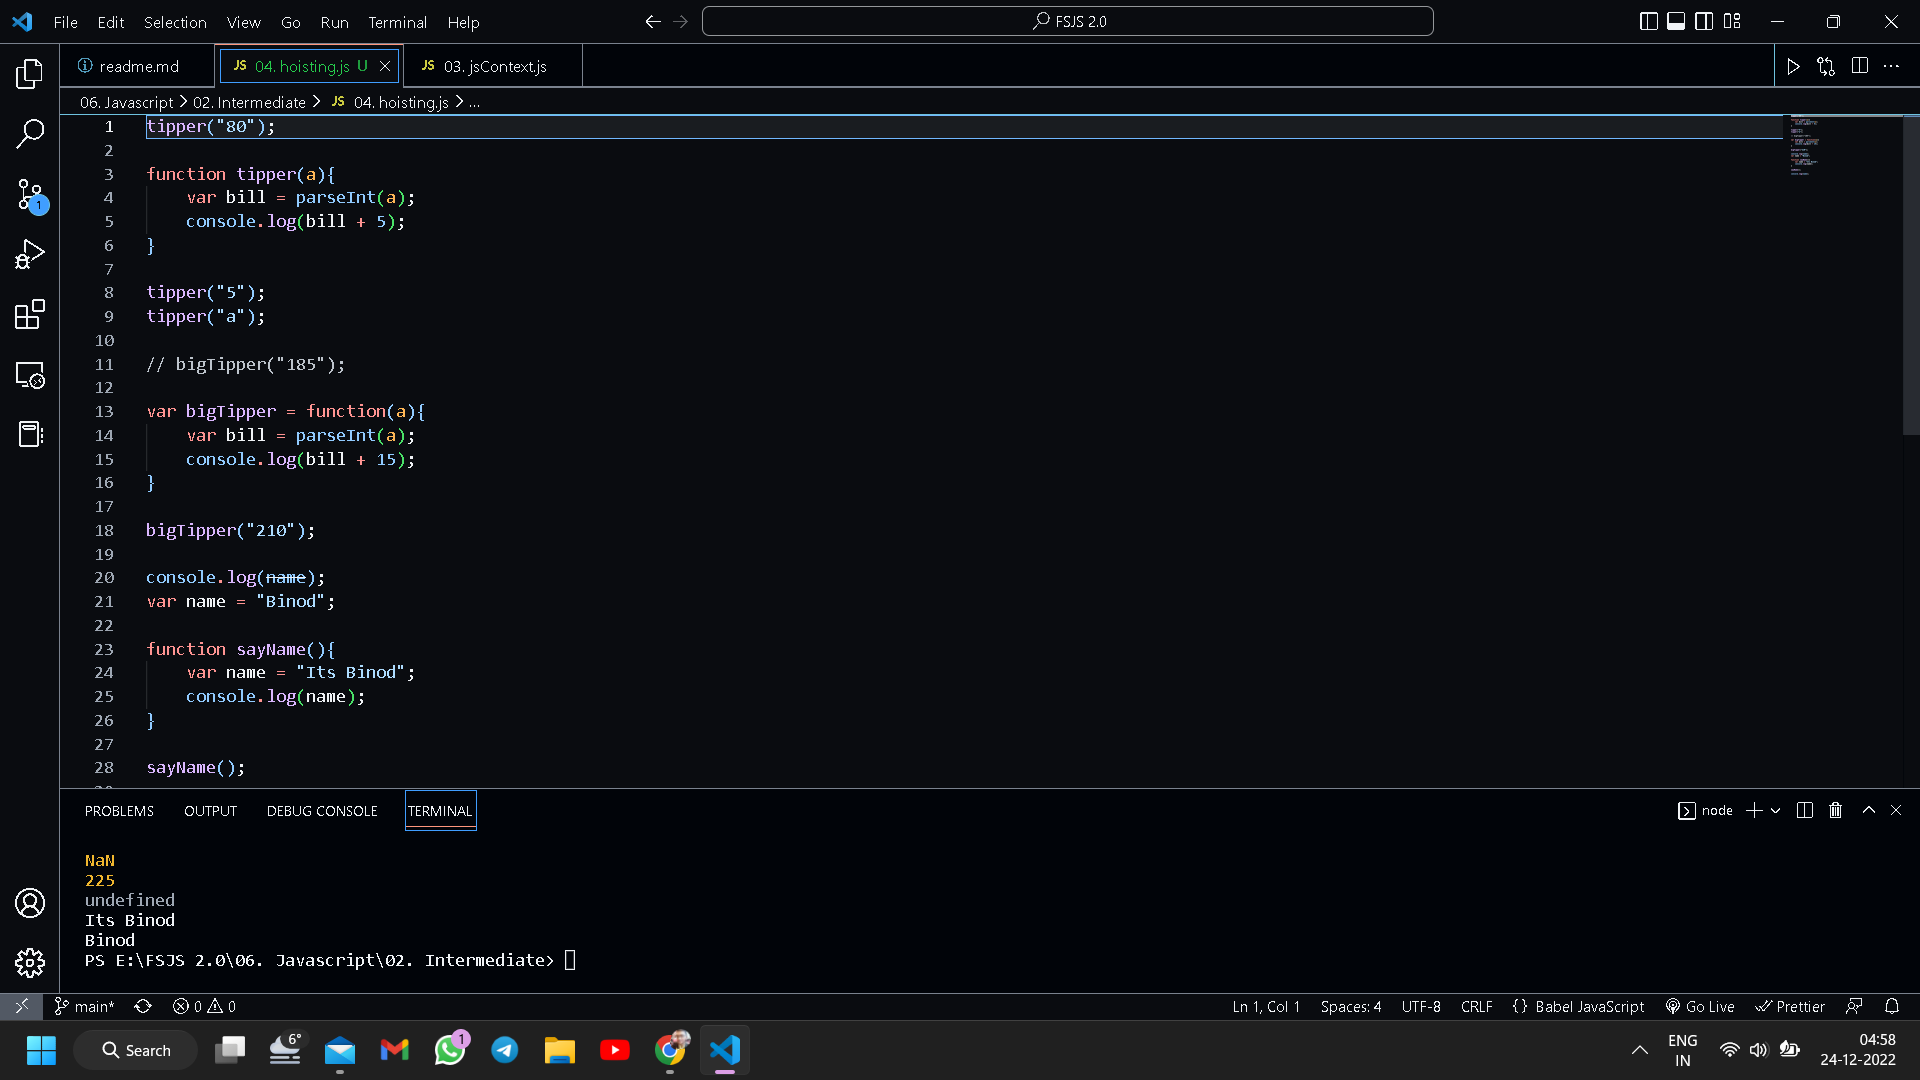 File Edit Selection View Go Run Terminal Help
FSJS 2.0
readme.md
JS 04. hoisting.js U
JS 03. jsContext.js
06. Javascript > 02. Intermediate > JS 04. hoisting.js > ...
1 tipper("80");
2
3 function tipper(a){
4 var bill = parseInt(a);
5 console.log(bill + 5);
6 }
7
8 tipper("5");
9 tipper("a");
10
11 // bigTipper("185");
12
13 var bigTipper = function(a){
14 var bill = parseInt(a);
15 console.log(bill + 15);
16 }
17
18 bigTipper("210");
19
20 console.log(name);
21 var name = "Binod";
22
23 function sayName(){
24 var name = "Its Binod";
25 console.log(name);
26 }
27
28 sayName();
PROBLEMS OUTPUT DEBUG CONSOLE TERMINAL
node
NaN
225
undefined
Its Binod
Binod
PS E:\FSJS 2.0\06. Javascript\02. Intermediate>
main* 0 0
Ln 1, Col 1 Spaces: 4 UTF-8 CRLF {} Babel JavaScript Go Live Prettier
Search
6°
1
1
ENG
IN
04:58
24-12-2022